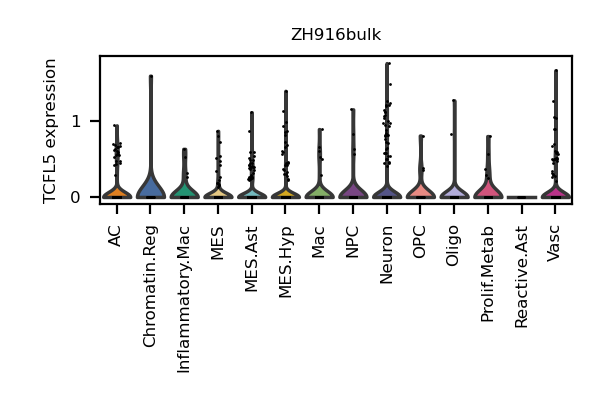 ZH916bulk
TCFL5 expression
1
0
AC
Chromatin.Reg
Inflammatory.Mac
MES
MES.Ast
MES.Hyp
Mac
NPC
Neuron
OPC
Oligo
Prolif.Metab
Reactive.Ast
Vasc